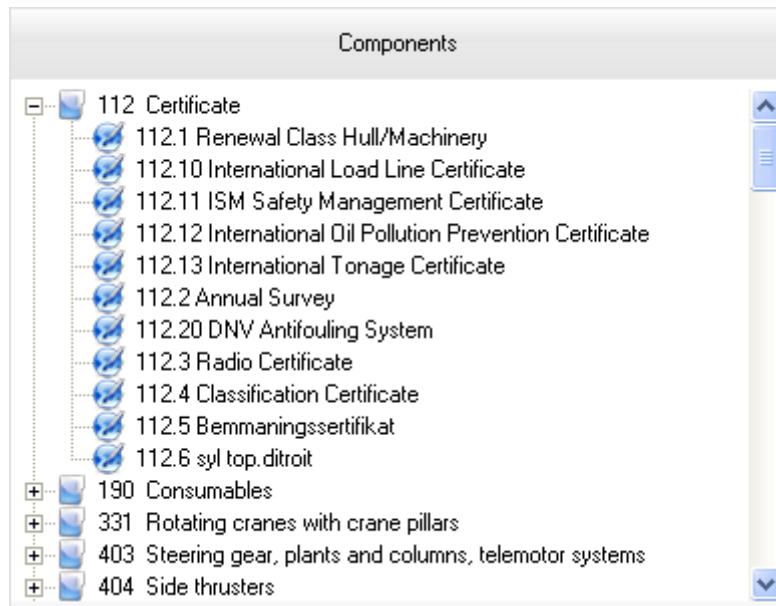 Components
112 Certificate
112.1 Renewal Class Hull/Machinery
112.10 International Load Line Certificate
112.11 ISM Safety Management Certificate
112.12 International Oil Pollution Prevention Certificate
112.13 International Tonage Certificate
112.2 Annual Survey
112.20 DNV Antifouling System
112.3 Radio Certificate
112.4 Classification Certificate
112.5 Bemmaningssertifikat
112.6 syl top.ditroit
190 Consumables
331 Rotating cranes with crane pillars
403 Steering gear, plants and columns, telemotor systems
404 Side thrusters